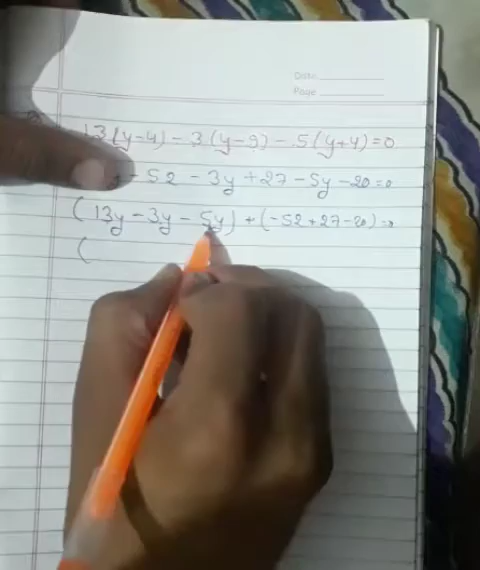 Date
Page
13(y-4) - 3(y-9) - 5(y+4)=0
- 52 - 3y +27-5y-20=0
(13y-3y-5y) + (-52+27-20)=0
(